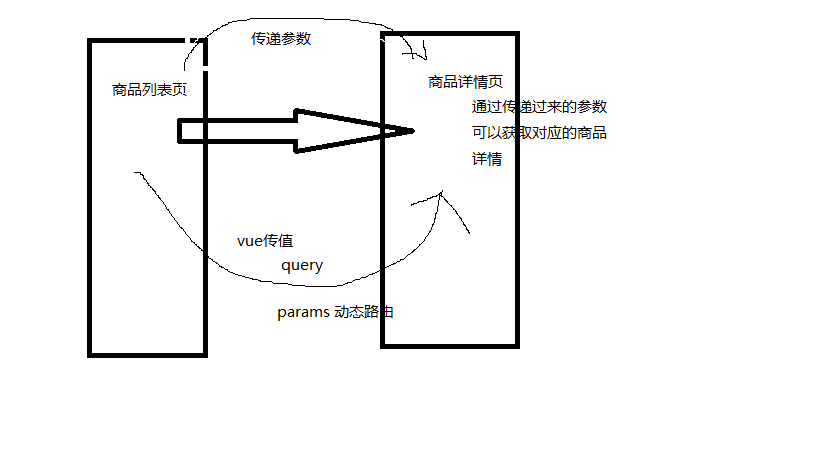 传递参数
商品列表页
商品详情页
通过传递过来的参数
可以获取对应的商品
详情
vue传值
query
params 动态路由